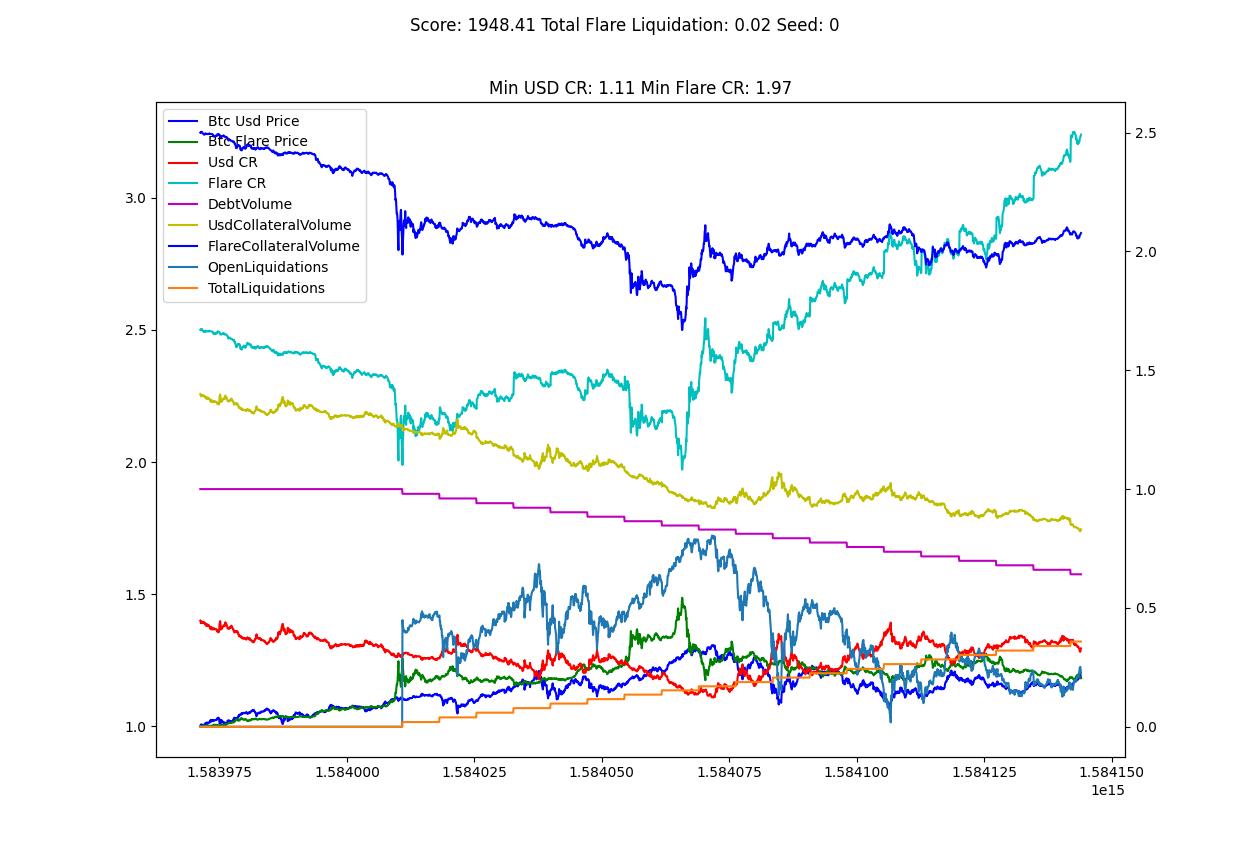 Score: 1948.41 Total Flare Liquidation: 0.02 Seed: 0
Min USD CR: 1.11 Min Flare CR: 1.97
Btc Usd Price
Btc Flare Price
Usd CR
Flare CR
DebtVolume
UsdCollateralVolume
FlareCollateralVolume
OpenLiquidations
TotalLiquidations
3.0
2.5
2.0
1.5
1.0
2.5
2.0
1.5
1.0
0.5
0.0
1.583975 1.584000 1.584025 1.584050 1.584075 1.584100 1.584125 1.584150
1e15